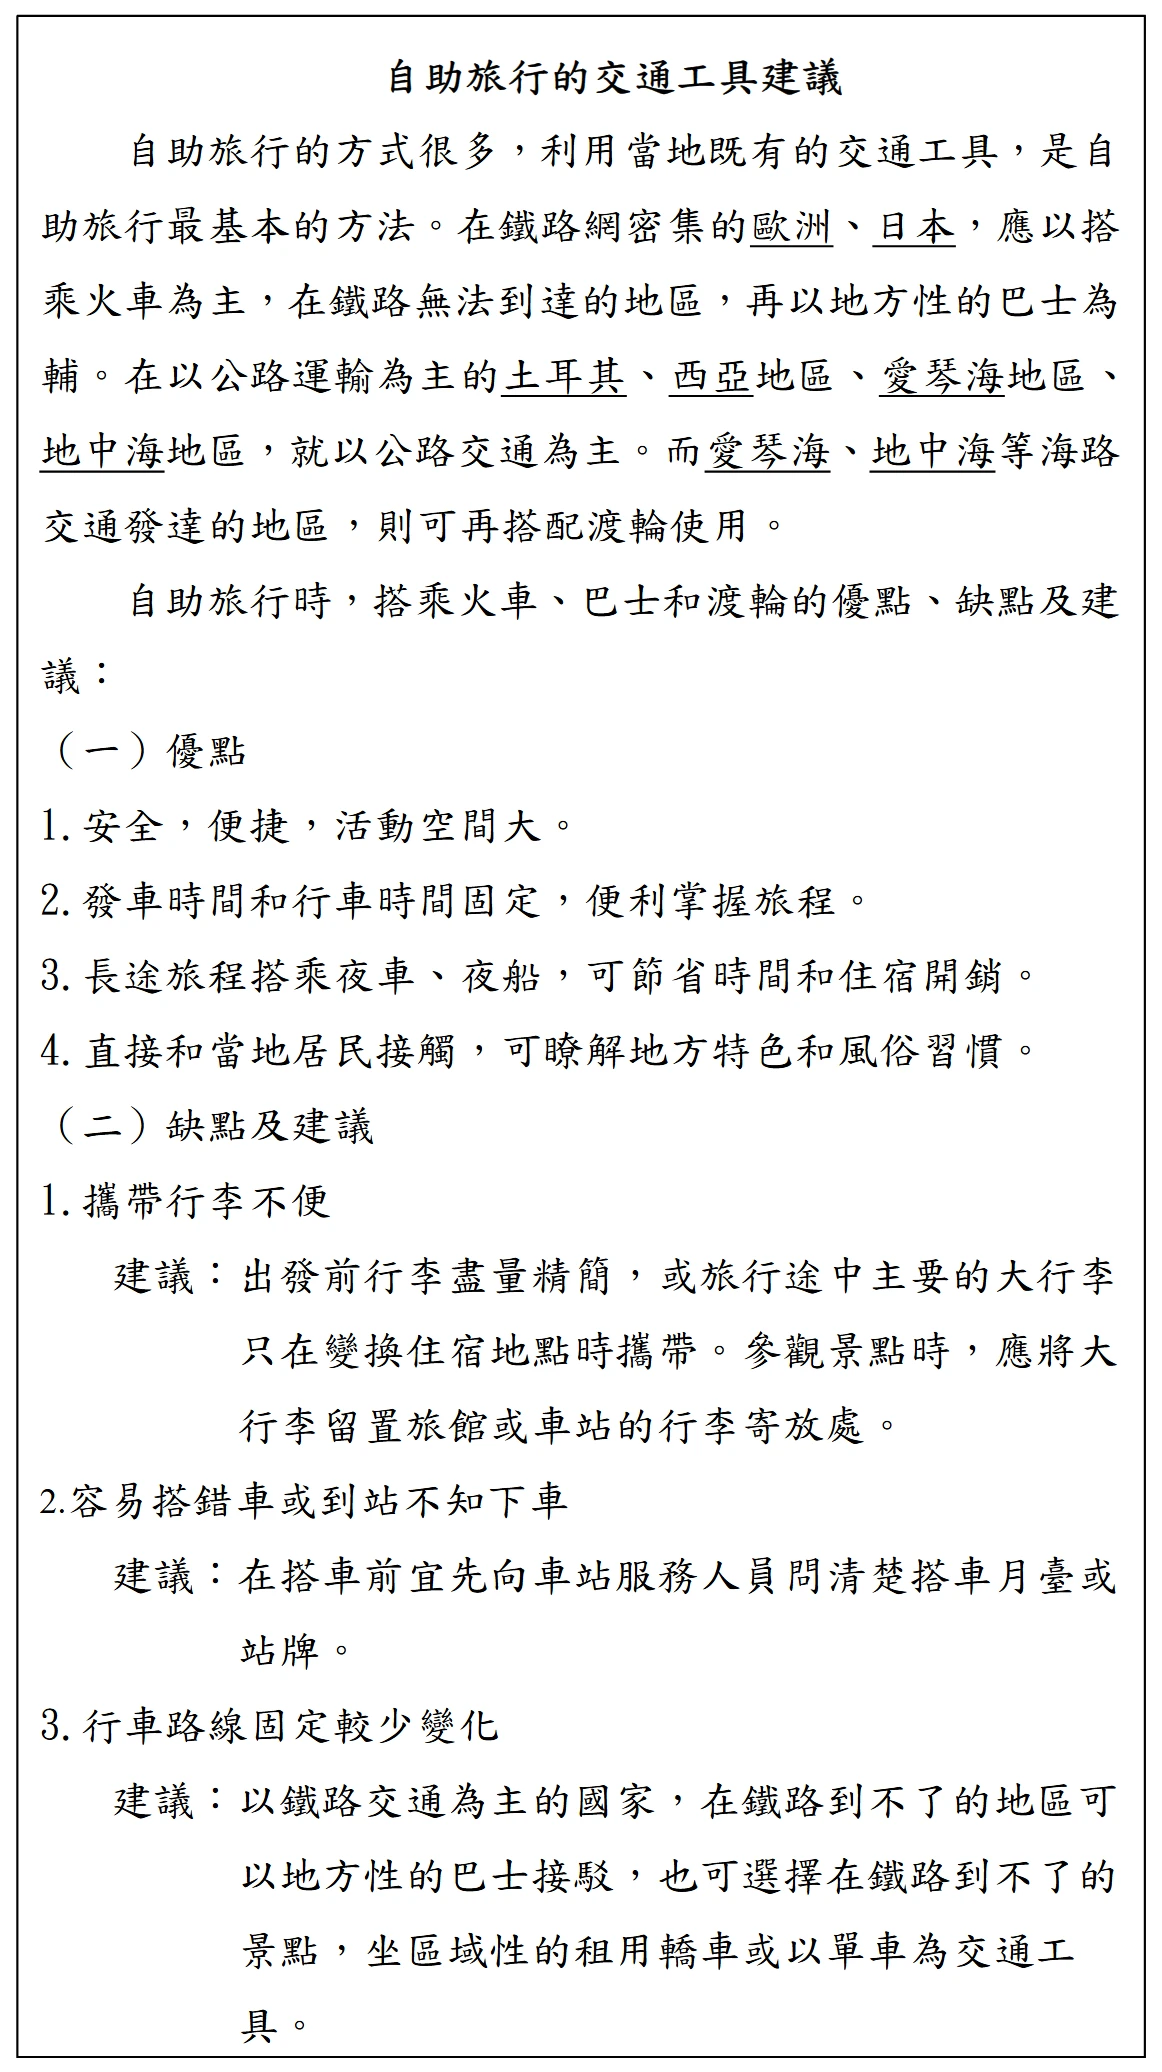 自助旅行的交通工具建議
自助旅行的方式很多，利用當地既有的交通工具，是自
助旅行最基本的方法。在鐵路網密集的歐洲、日本，應以搭
乘火車為主，在鐵路無法到達的地區，再以地方性的巴士為
輔。在以公路運輸為主的土耳其、西亞地區、愛琴海地區、
地中海地區，就以公路交通為主。而愛琴海、地中海等海路
交通發達的地區，則可再搭配渡輪使用。
自助旅行時，搭乘火車、巴士和渡輪的優點、缺點及建
議：
（一）優點
1.安全，便捷，活動空間大。
2.發車時間和行車時間固定，便利掌握旅程。
3.長途旅程搭乘夜車、夜船，可節省時間和住宿開銷。
4.直接和當地居民接觸，可瞭解地方特色和風俗習慣。
（二）缺點及建議
1.攜帶行李不便
建議：出發前行李盡量精簡，或旅行途中主要的大行李
只在變換住宿地點時攜帶。參觀景點時，應將大
行李留置旅館或車站的行李寄放處。
2.容易搭錯車或到站不知下車
建議：在搭車前宜先向車站服務人員問清楚搭車月臺或
站牌。
3.行車路線固定較少變化
建議：以鐵路交通為主的國家，在鐵路到不了的地區可
以地方性的巴士接駁，也可選擇在鐵路到不了的
景點，坐區域性的租用轎車或以單車為交通工
具。